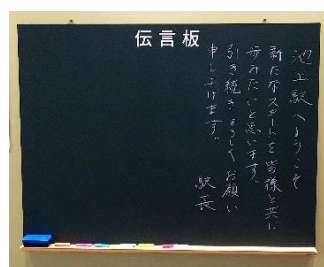 伝言板
池上駅へようこそ
新たなスタートを皆様と共に
歩みたいと思います。
引き続きよろしくお願い
申し上げます。
駅長